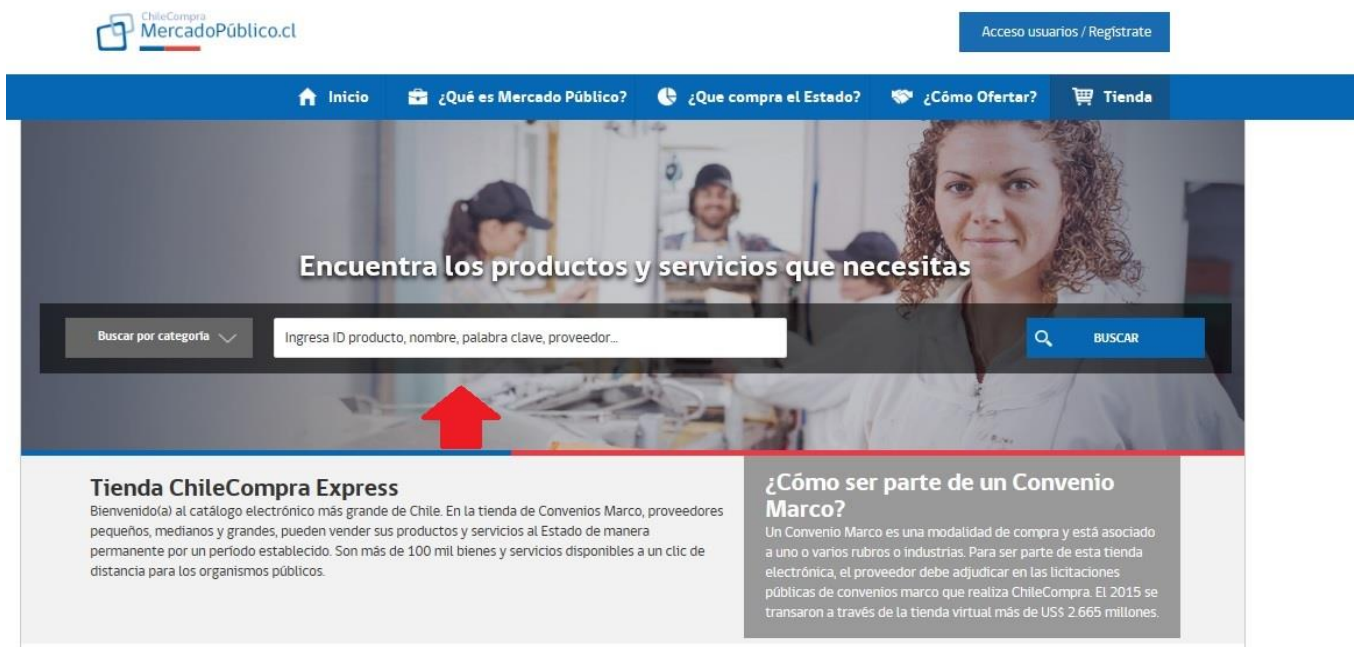 ChileCompra
MercadoPúblico.cl
Acceso usuarios / Regístrate
Inicio
¿Qué es Mercado Público?
¿Que compra el Estado?
¿Cómo Ofertar?
Tienda
Encuentra los productos y servicios que necesitas
Buscar por categoría
Ingresa ID producto, nombre, palabra clave, proveedor...
BUSCAR
Tienda ChileCompra Express
Bienvenido(a) al catálogo electrónico más grande de Chile. En la tienda de Convenios Marco, proveedores
pequeños, medianos y grandes, pueden vender sus productos y servicios al Estado de manera
permanente por un período establecido. Son más de 100 mil bienes y servicios disponibles a un clic de
distancia para los organismos públicos.
¿Cómo ser parte de un Convenio
Marco?
Un Convenio Marco es una modalidad de compra y está asociado
a uno o varios rubros o industrias. Para ser parte de esta tienda
electrónica, el proveedor debe adjudicar en las licitaciones
públicas de convenios marco que realiza ChileCompra. El 2015 se
transaron a través de la tienda virtual más de US$ 2.665 millones.